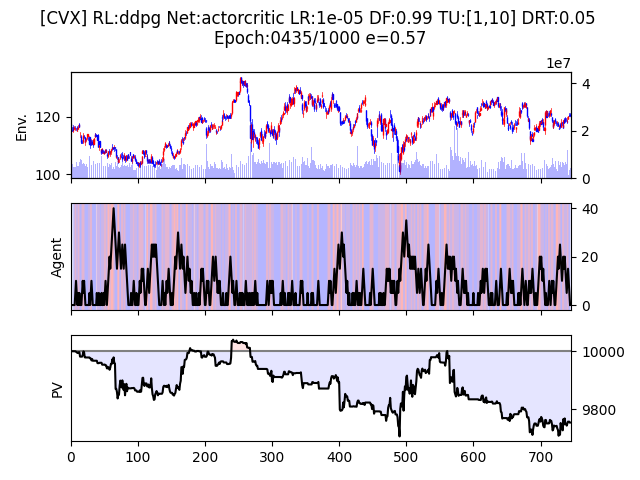 [CVX] RL:ddpg Net:actorcritic LR:1e-05 DF:0.99 TU:[1,10] DRT:0.05
Epoch:0435/1000 e=0.57
1e7
Env.
120
100
4
2
0
Agent
40
20
0
PV
10000
9800
0 100 200 300 400 500 600 700